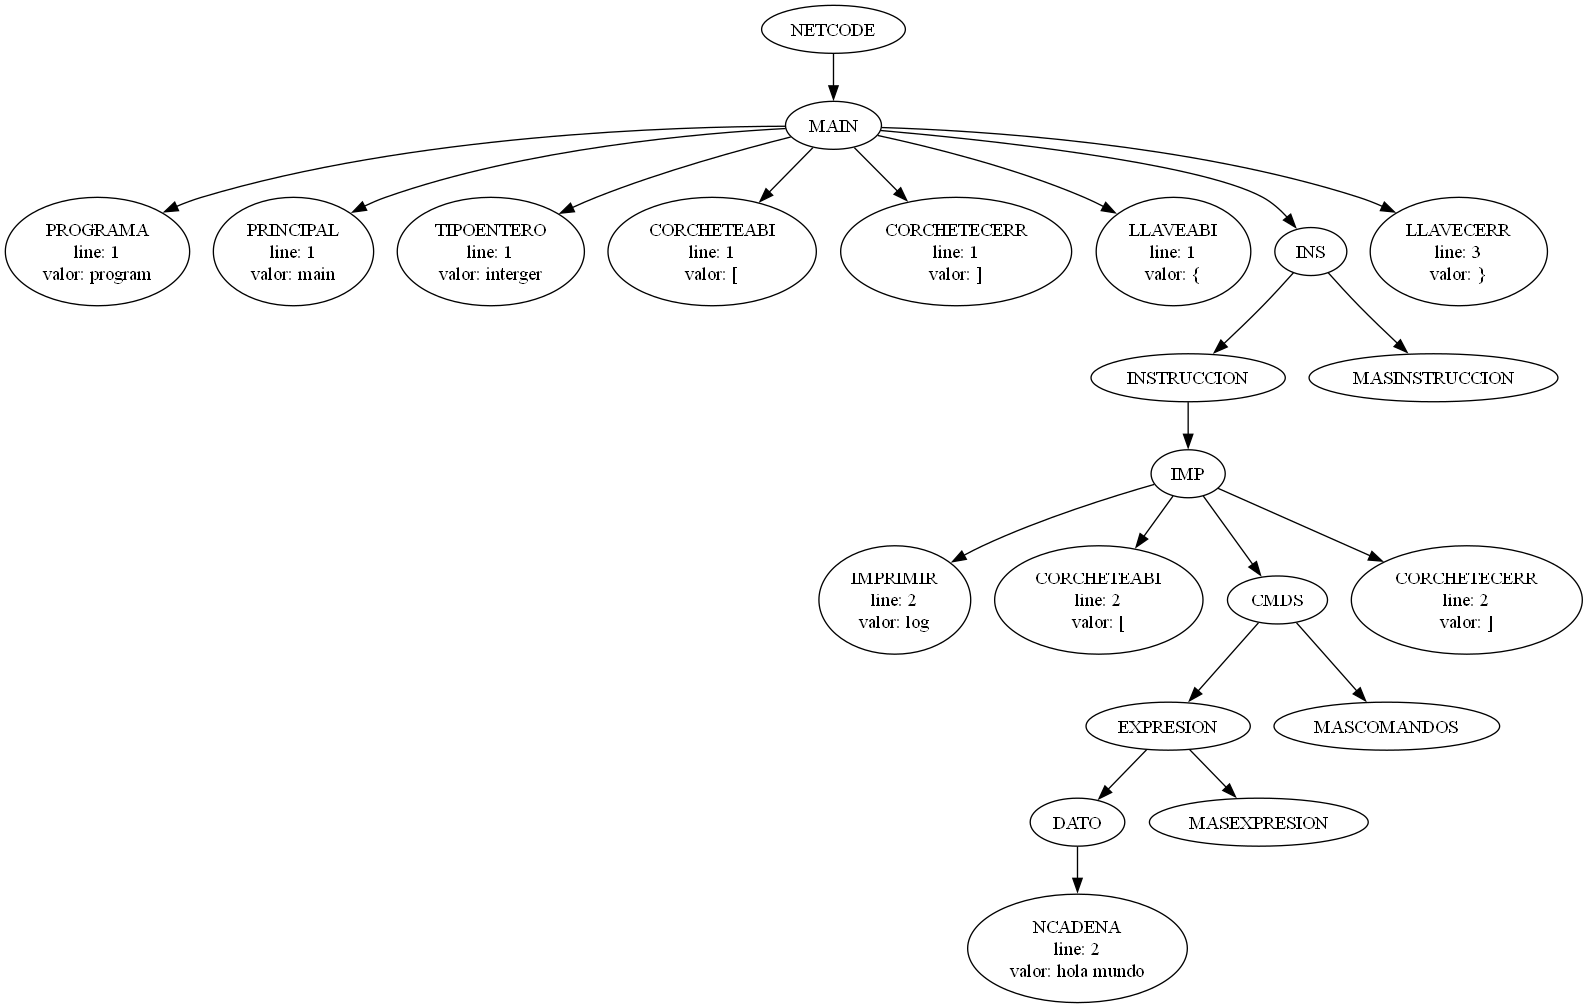 NETCODE
MAIN
PROGRAMA
line: 1
valor: program
PRINCIPAL
line: 1
valor: main
TIPOENTERO
line: 1
valor: interger
CORCHETEABI
line: 1
valor: [
CORCHETECERR
line: 1
valor: ]
LLAVEABI
line: 1
valor: {
INS
LLAVECERR
line: 3
valor: }
INSTRUCCION
MASINSTRUCCION
IMP
IMPRIMIR
line: 2
valor: log
CORCHETEABI
line: 2
valor: [
CMDS
CORCHETECERR
line: 2
valor: ]
EXPRESION
MASCOMANDOS
DATO
MASEXPRESION
NCADENA
line: 2
valor: hola mundo